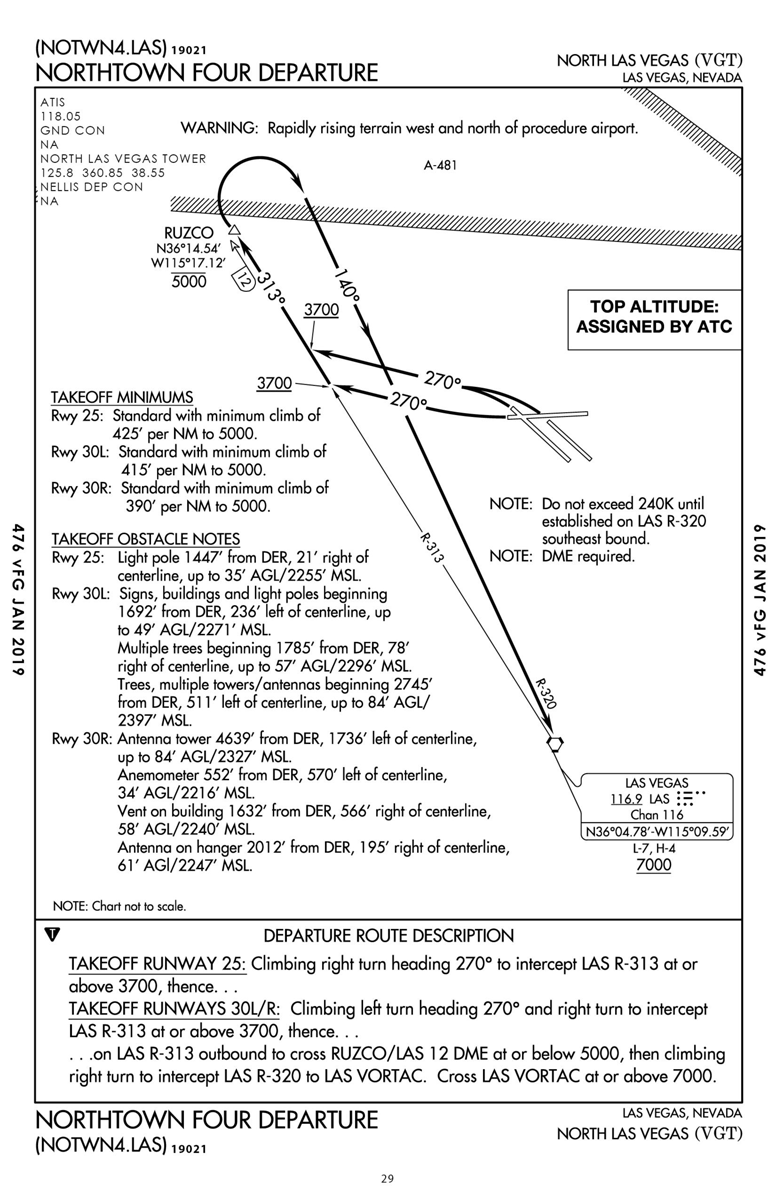 (NOTWN4.LAS) 19021
NORTHTOWN FOUR DEPARTURE
NORTH LAS VEGAS (VGT)
LAS VEGAS, NEVADA
ATIS
118.05
GND CON
NA
NORTH LAS VEGAS TOWER
125.8 360.85 38.55
NELLIS DEP CON
NA
WARNING: Rapidly rising terrain west and north of procedure airport.
A-481
RUZCO
N36°14.54’
W115°17.12’
5000
12
313°
140°
3700
TOP ALTITUDE:
ASSIGNED BY ATC
270°
3700
270°
TAKEOFF MINIMUMS
Rwy 25: Standard with minimum climb of
425’ per NM to 5000.
Rwy 30L: Standard with minimum climb of
415’ per NM to 5000.
Rwy 30R: Standard with minimum climb of
390’ per NM to 5000.
NOTE: Do not exceed 240K until
established on LAS R-320
southeast bound.
NOTE: DME required.
R-313
R-320
TAKEOFF OBSTACLE NOTES
Rwy 25: Light pole 1447’ from DER, 21’ right of
centerline, up to 35’ AGL/2255’ MSL.
Rwy 30L: Signs, buildings and light poles beginning
1692’ from DER, 236’ left of centerline, up
to 49’ AGL/2271’ MSL.
Multiple trees beginning 1785’ from DER, 78’
right of centerline, up to 57’ AGL/2296’ MSL.
Trees, multiple towers/antennas beginning 2745’
from DER, 511’ left of centerline, up to 84’ AGL/
2397’ MSL.
Rwy 30R: Antenna tower 4639’ from DER, 1736’ left of centerline,
up to 84’ AGL/2327’ MSL.
Anemometer 552’ from DER, 570’ left of centerline,
34’ AGL/2216’ MSL.
Vent on building 1632’ from DER, 566’ right of centerline,
58’ AGL/2240’ MSL.
Antenna on hanger 2012’ from DER, 195’ right of centerline,
61’ AGl/2247’ MSL.
LAS VEGAS
116.9 LAS
Chan 116
N36°04.78’-W115°09.59’
L-7, H-4
7000
NOTE: Chart not to scale.
476 vFG JAN 2019
476 vFG JAN 2019
T
DEPARTURE ROUTE DESCRIPTION
TAKEOFF RUNWAY 25: Climbing right turn heading 270° to intercept LAS R-313 at or
above 3700, thence. . .
TAKEOFF RUNWAYS 30L/R: Climbing left turn heading 270° and right turn to intercept
LAS R-313 at or above 3700, thence. . .
. . .on LAS R-313 outbound to cross RUZCO/LAS 12 DME at or below 5000, then climbing
right turn to intercept LAS R-320 to LAS VORTAC. Cross LAS VORTAC at or above 7000.
NORTHTOWN FOUR DEPARTURE
(NOTWN4.LAS) 19021
LAS VEGAS, NEVADA
NORTH LAS VEGAS (VGT)
29